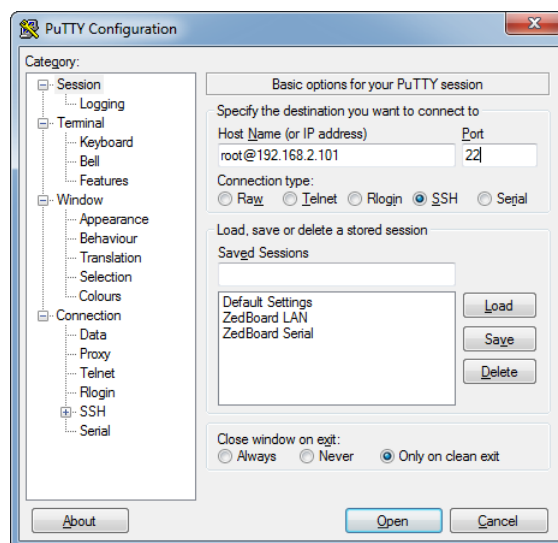 PuTTY Configuration
Category:
Session
Logging
Terminal
Keyboard
Bell
Features
Window
Appearance
Behaviour
Translation
Selection
Colours
Connection
Data
Proxy
Telnet
Rlogin
SSH
Serial
Basic options for your PuTTY session
Specify the destination you want to connect to
Host Name (or IP address) Port
root@192.168.2.101 22
Connection type:
Raw Telnet Rlogin SSH Serial
Load, save or delete a stored session
Saved Sessions
Default Settings
ZedBoard LAN
ZedBoard Serial
Load
Save
Delete
Close window on exit:
Always Never Only on clean exit
About Open Cancel